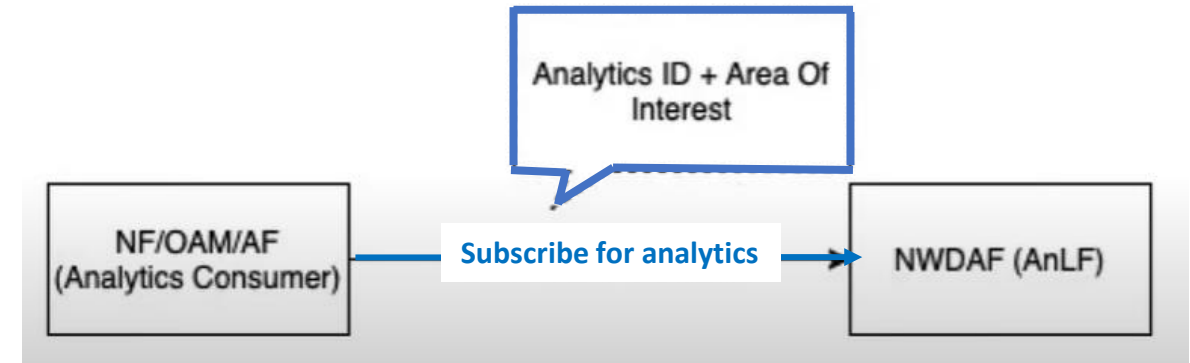 Analytics ID + Area Of
Interest
NF/OAM/AF
(Analytics Consumer)
Subscribe for analytics
NWDAF (AnLF)